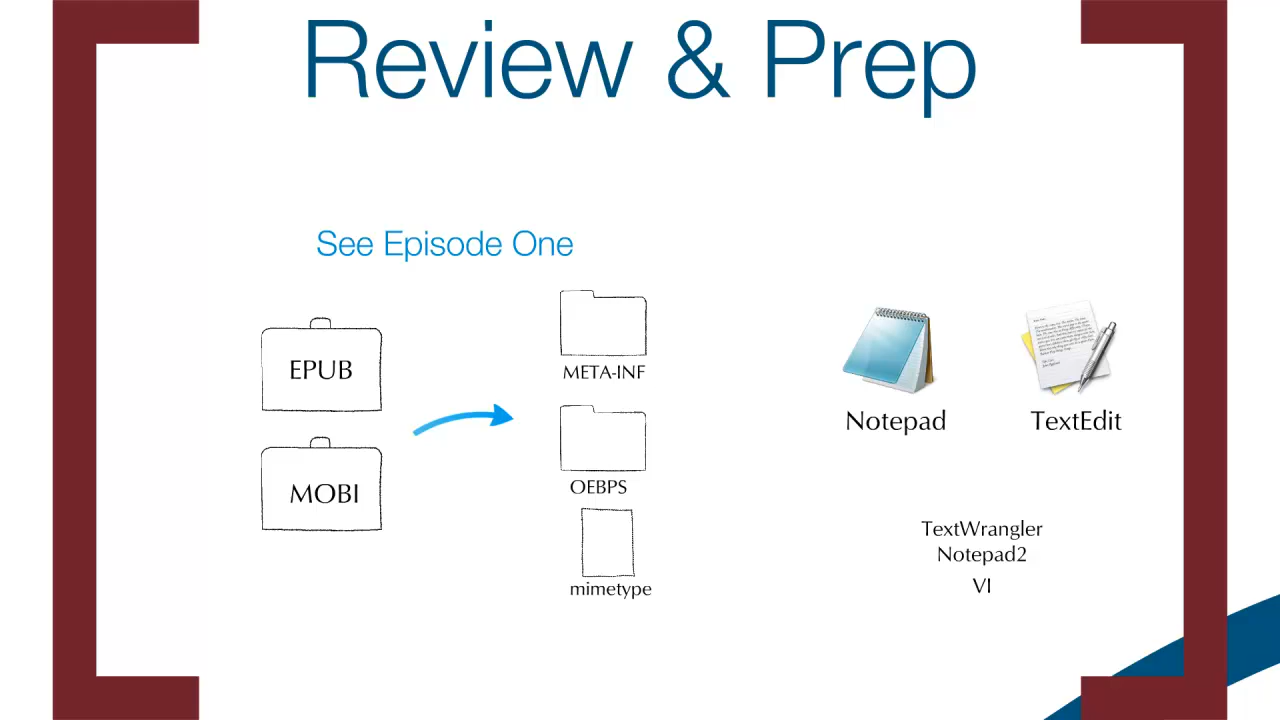 Review & Prep
See Episode One
EPUB
MOBI
META-INF
OEBPS
mimetype
Notepad
TextEdit
TextWrangler
Notepad2
VI